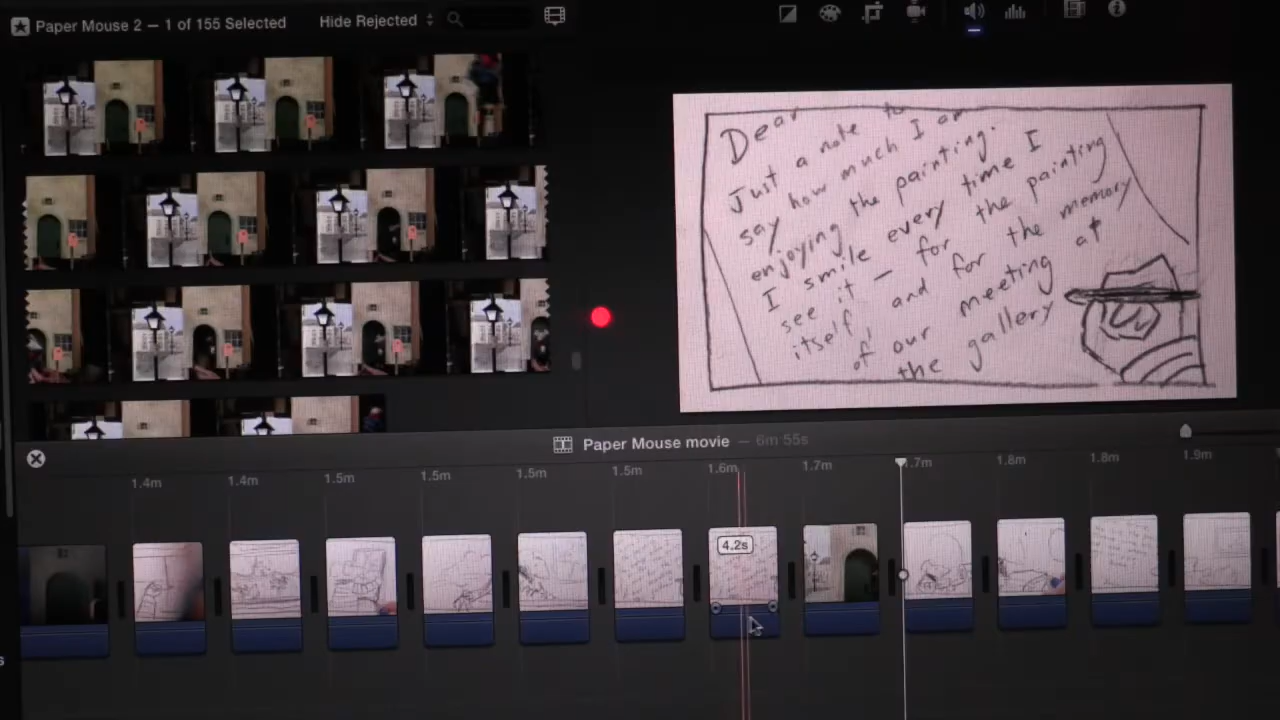 Paper Mouse 2 — 1 of 155 Selected
Hide Rejected
Dear
Just a note to
say how much I am
enjoying the painting.
I smile every time I
see it — for the painting
itself, and for the memory
of our meeting at
the gallery
Paper Mouse movie — 6m 55s
1.4m 1.4m 1.5m 1.5m 1.5m 1.5m 1.6m 1.7m 1.7m 1.8m 1.8m 1.9m
4.2s